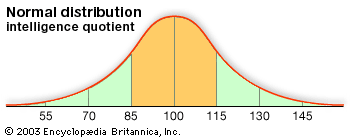 Normal distribution
intelligence quotient
55 70 85 100 115 130 145
© 2003 Encyclopædia Britannica, Inc.